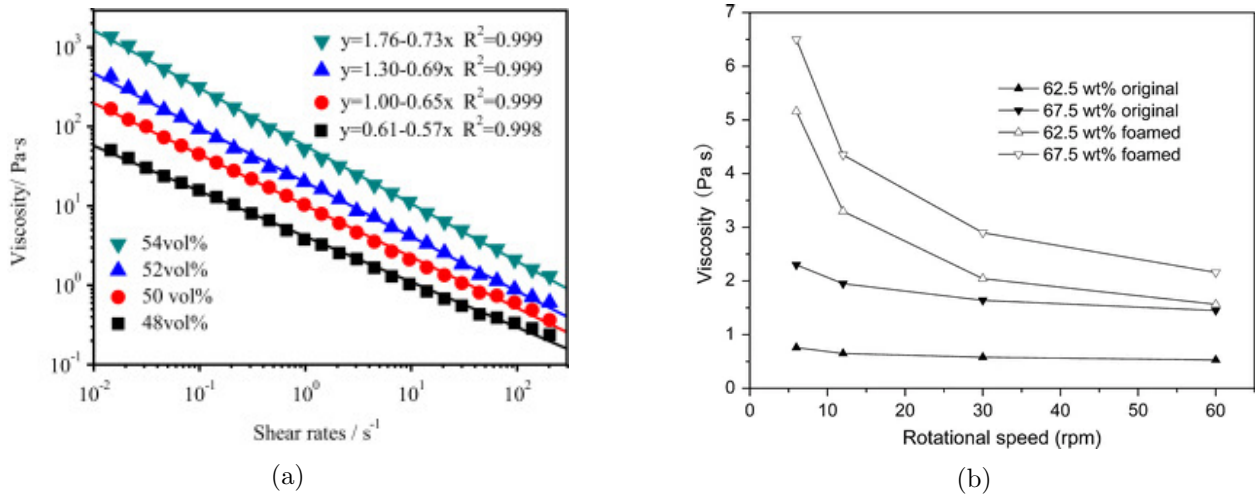 10³
10²
10¹
10⁰
10⁻¹
Viscosity/ Pa·s
y=1.76-0.73x R²=0.999
y=1.30-0.69x R²=0.999
y=1.00-0.65x R²=0.999
y=0.61-0.57x R²=0.998
54vol%
52vol%
50 vol%
48vol%
10⁻² 10⁻¹ 10⁰ 10¹ 10²
Shear rates / s⁻¹
(a)
7
6
5
4
3
2
1
0
Viscosity (Pa s)
62.5 wt% original
67.5 wt% original
62.5 wt% foamed
67.5 wt% foamed
0 10 20 30 40 50 60
Rotational speed (rpm)
(b)